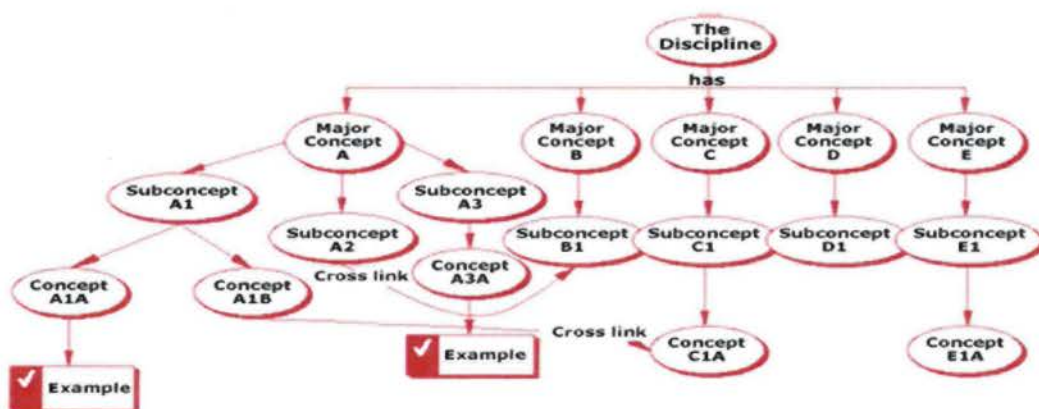 The
Discipline
has
Major
Concept
A
Major
Concept
B
Major
Concept
C
Major
Concept
D
Major
Concept
E
Subconcept
A1
Subconcept
A2
Subconcept
A3
Subconcept
B1
Subconcept
C1
Subconcept
D1
Subconcept
E1
Cross link
Concept
A1A
Concept
A1B
Concept
A3A
Cross link
Concept
C1A
Concept
E1A
Example
Example